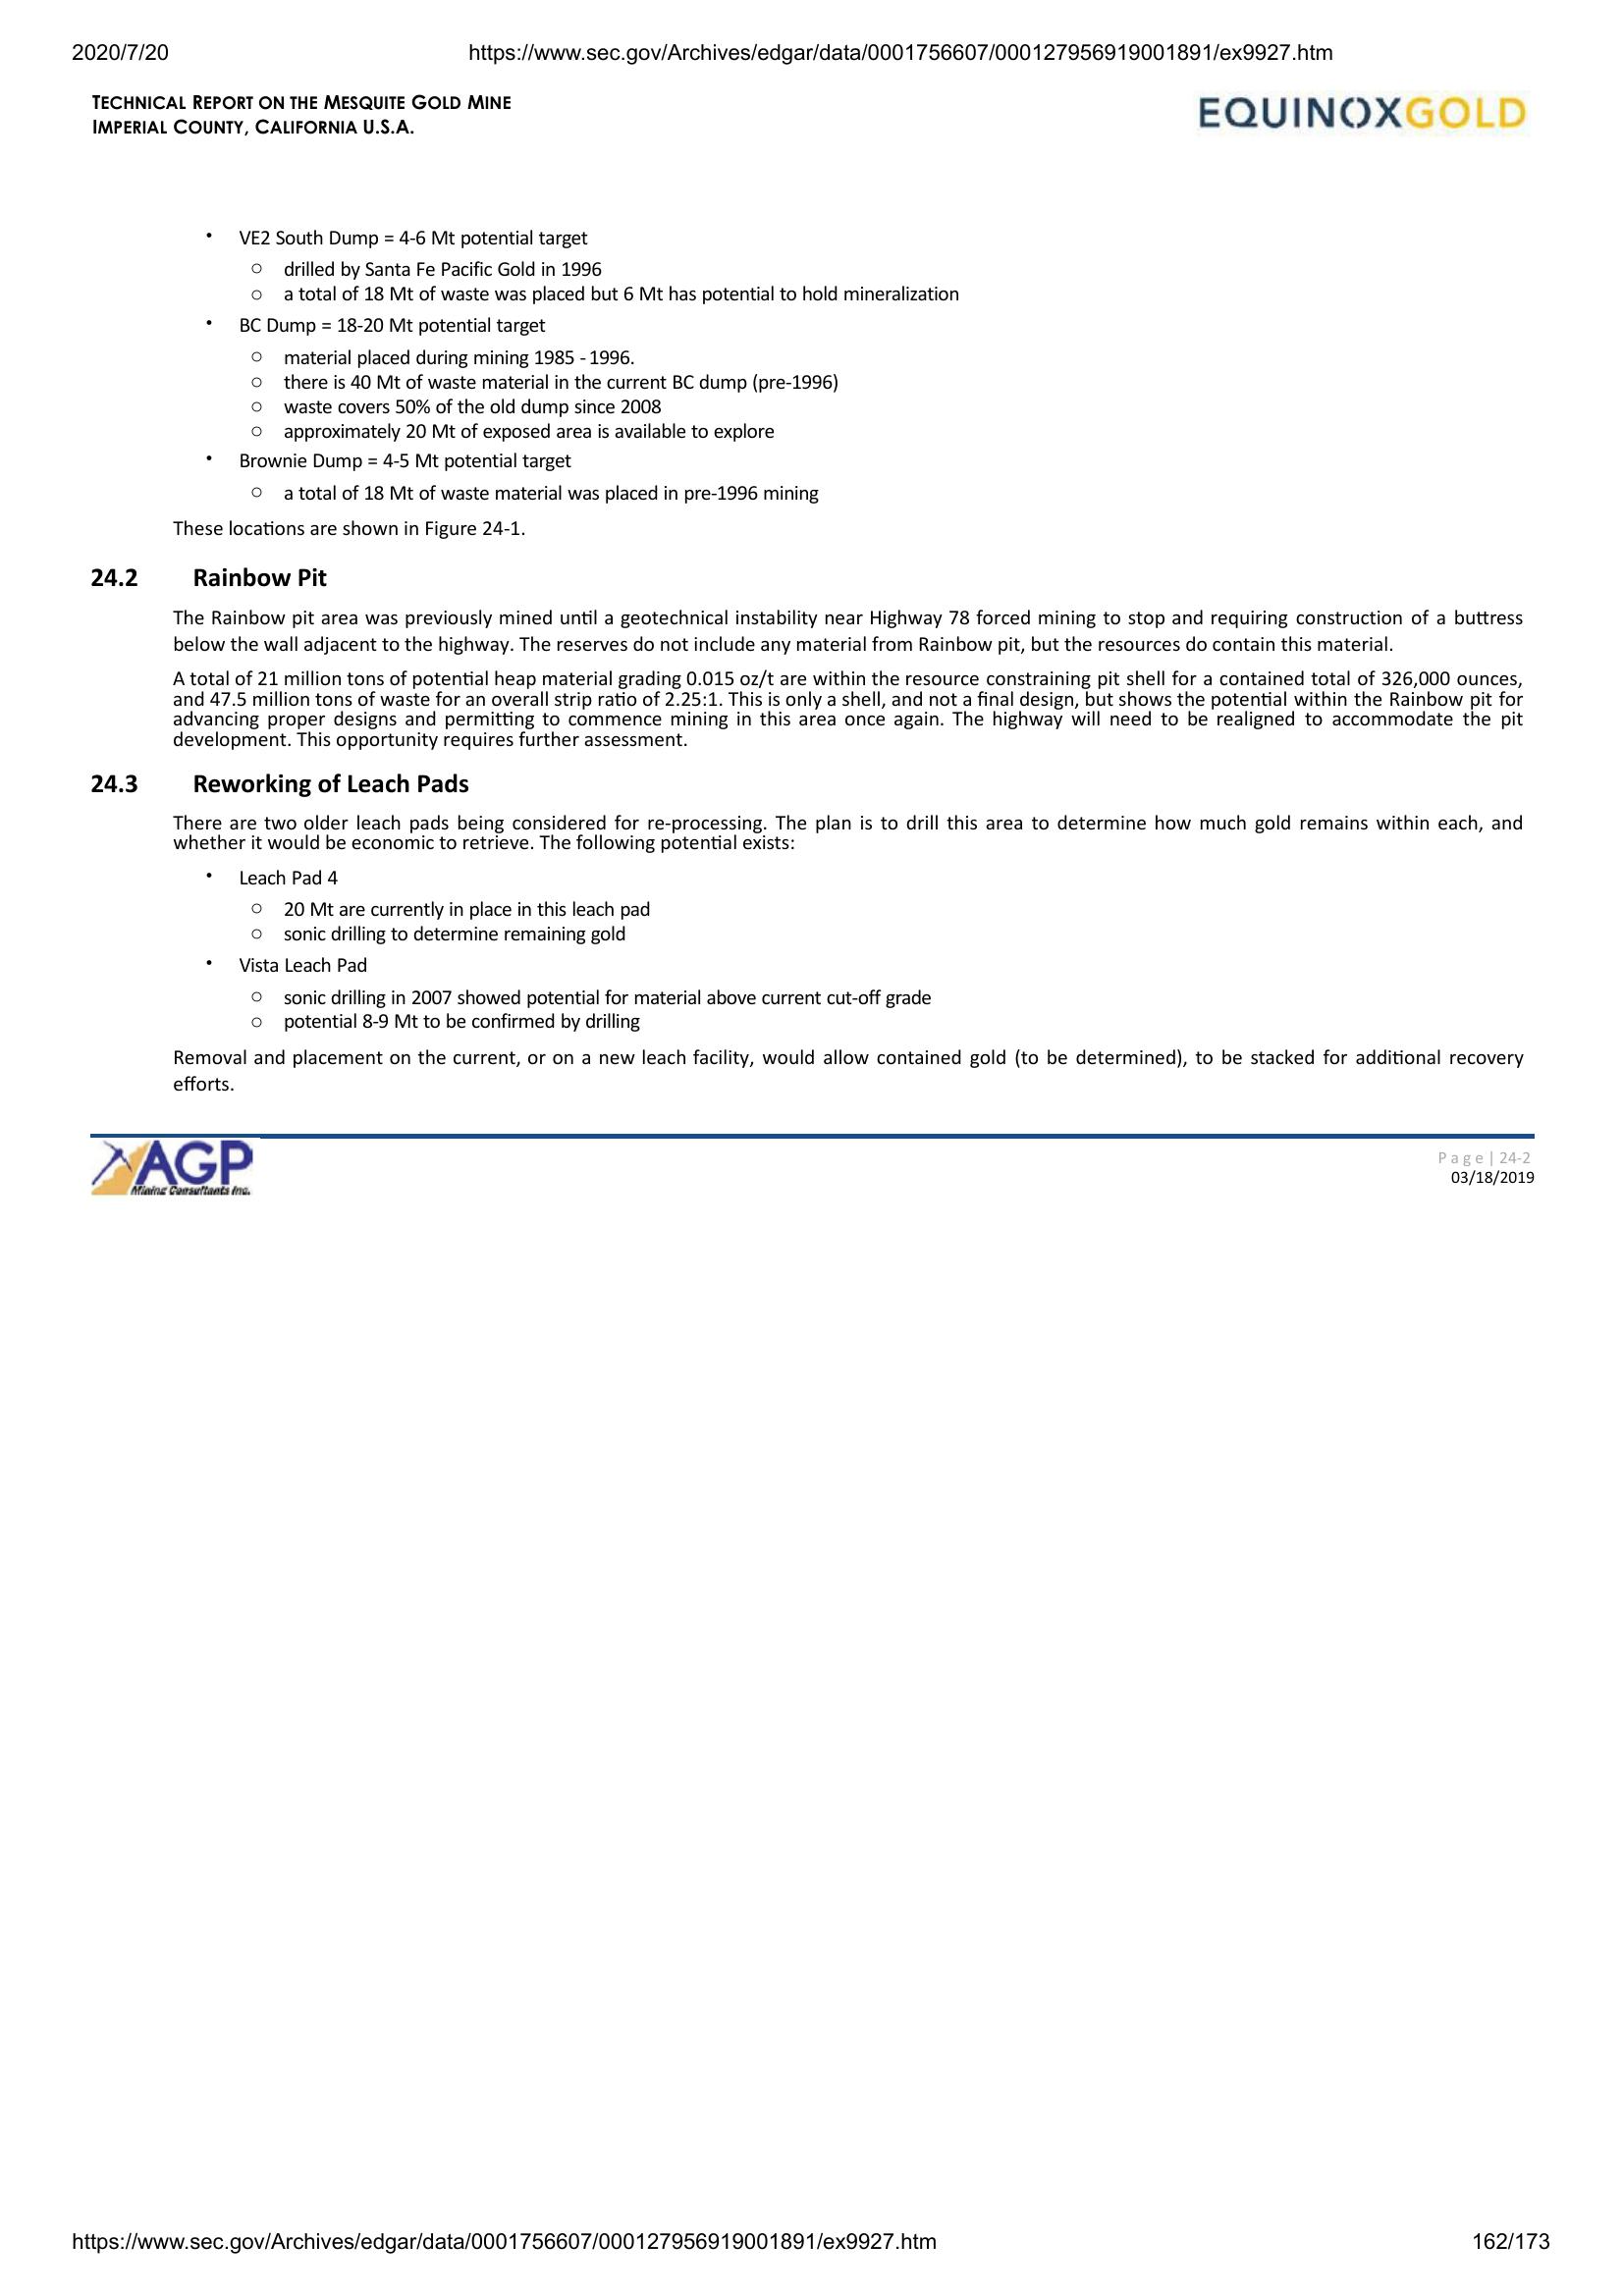 2020/7/20 https://www.sec.gov/Archives/edgar/data/0001756607/000127956919001891/ex9927.htm
TECHNICAL REPORT ON THE MESQUITE GOLD MINE
IMPERIAL COUNTY, CALIFORNIA U.S.A.
EQUINOXGOLD
• VE2 South Dump = 4-6 Mt potential target
○ drilled by Santa Fe Pacific Gold in 1996
○ a total of 18 Mt of waste was placed but 6 Mt has potential to hold mineralization
• BC Dump = 18-20 Mt potential target
○ material placed during mining 1985 - 1996.
○ there is 40 Mt of waste material in the current BC dump (pre-1996)
○ waste covers 50% of the old dump since 2008
○ approximately 20 Mt of exposed area is available to explore
• Brownie Dump = 4-5 Mt potential target
○ a total of 18 Mt of waste material was placed in pre-1996 mining
These locations are shown in Figure 24-1.
24.2 Rainbow Pit
The Rainbow pit area was previously mined until a geotechnical instability near Highway 78 forced mining to stop and requiring construction of a buttress
below the wall adjacent to the highway. The reserves do not include any material from Rainbow pit, but the resources do contain this material.
A total of 21 million tons of potential heap material grading 0.015 oz/t are within the resource constraining pit shell for a contained total of 326,000 ounces,
and 47.5 million tons of waste for an overall strip ratio of 2.25:1. This is only a shell, and not a final design, but shows the potential within the Rainbow pit for
advancing proper designs and permitting to commence mining in this area once again. The highway will need to be realigned to accommodate the pit
development. This opportunity requires further assessment.
24.3 Reworking of Leach Pads
There are two older leach pads being considered for re-processing. The plan is to drill this area to determine how much gold remains within each, and
whether it would be economic to retrieve. The following potential exists:
• Leach Pad 4
○ 20 Mt are currently in place in this leach pad
○ sonic drilling to determine remaining gold
• Vista Leach Pad
○ sonic drilling in 2007 showed potential for material above current cut-off grade
○ potential 8-9 Mt to be confirmed by drilling
Removal and placement on the current, or on a new leach facility, would allow contained gold (to be determined), to be stacked for additional recovery
efforts.
AGP
Mining Consultants Inc.
Page | 24-2
03/18/2019
https://www.sec.gov/Archives/edgar/data/0001756607/000127956919001891/ex9927.htm 162/173